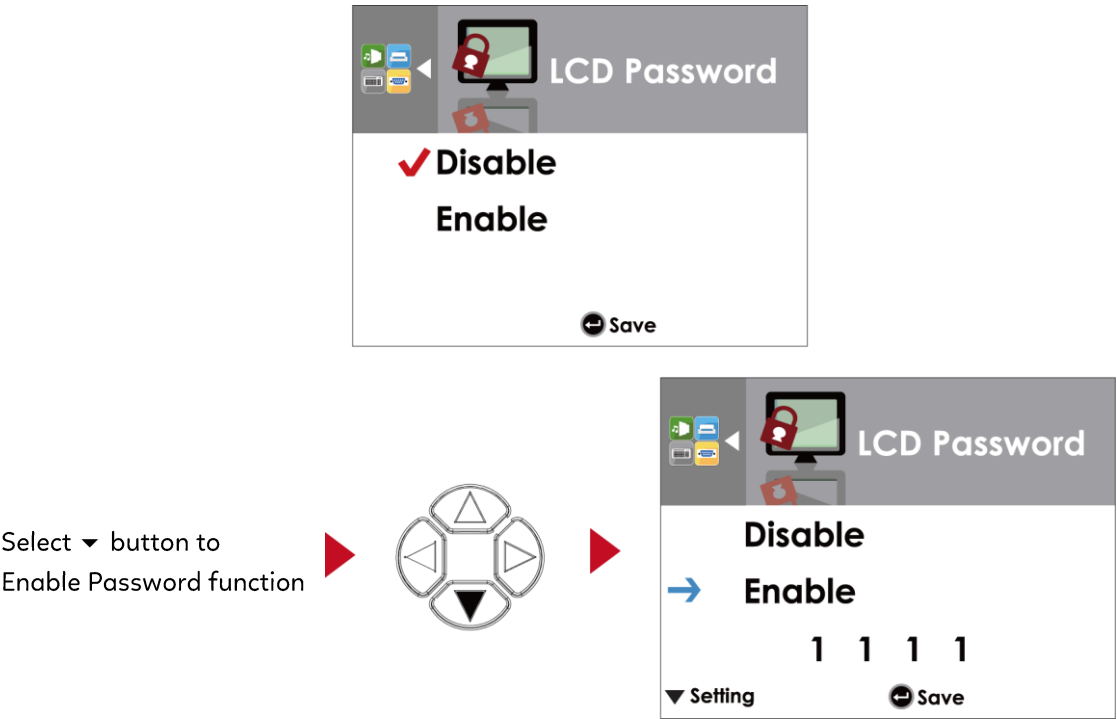 LCD Password
Disable
Enable
Save
Select ▼ button to
Enable Password function
LCD Password
Disable
Enable
1 1 1 1
Setting Save